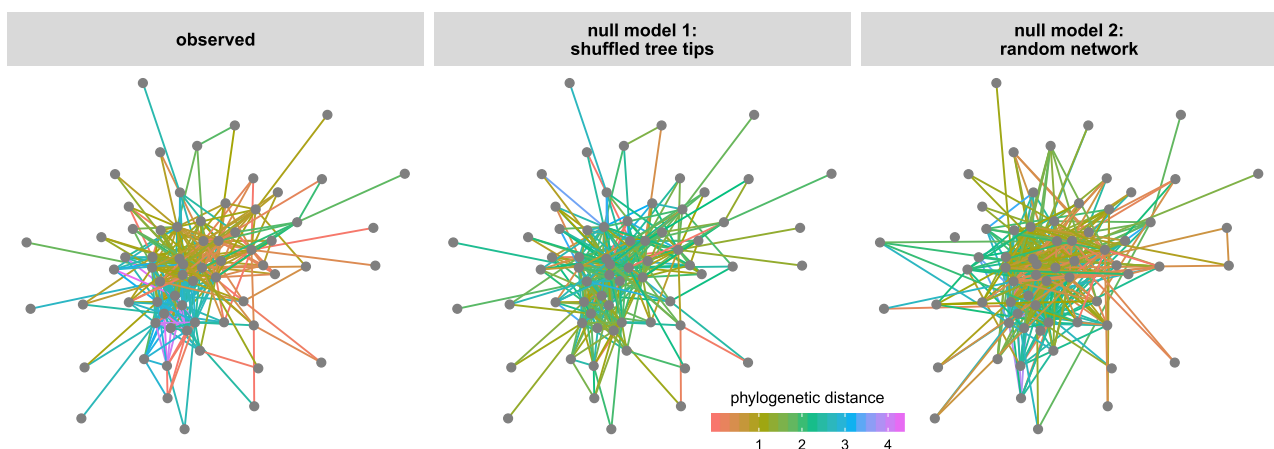 observed
null model 1:
shuffled tree tips
null model 2:
random network
phylogenetic distance
1 2 3 4